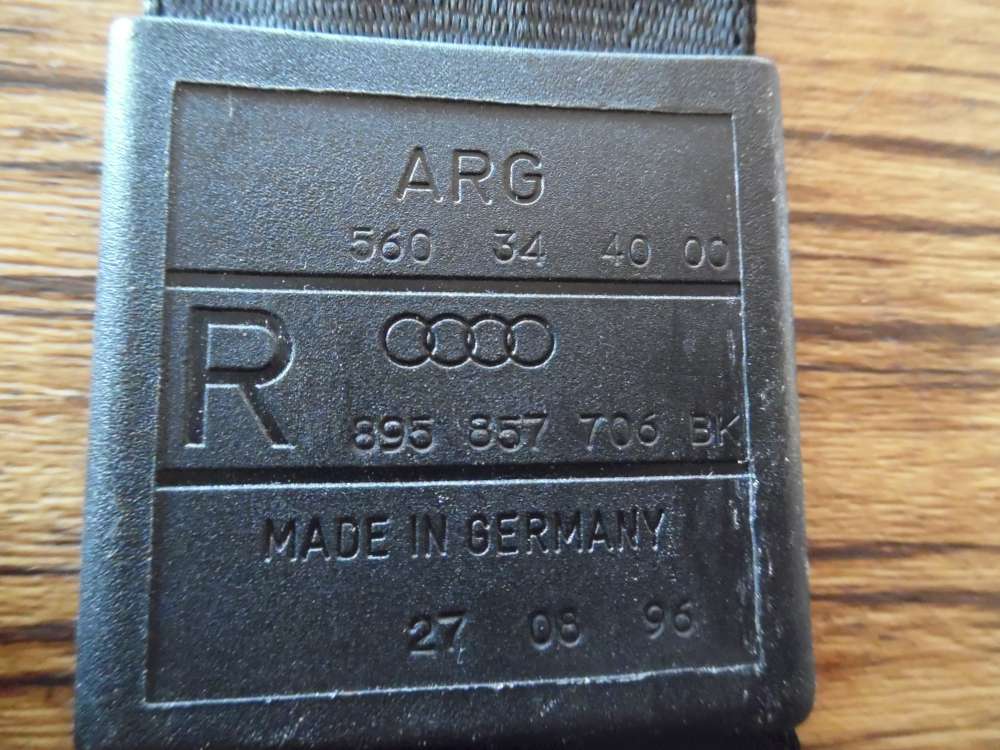 ARG
560 34 40 00
R
895 857 706 BK
MADE IN GERMANY
27 08 96